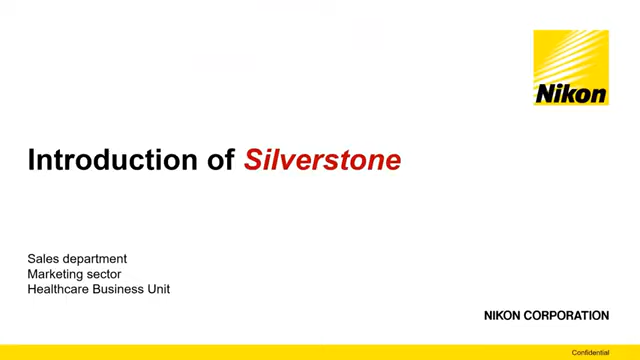 Nikon
Introduction of Silverstone
Sales department
Marketing sector
Healthcare Business Unit
NIKON CORPORATION
Confidential